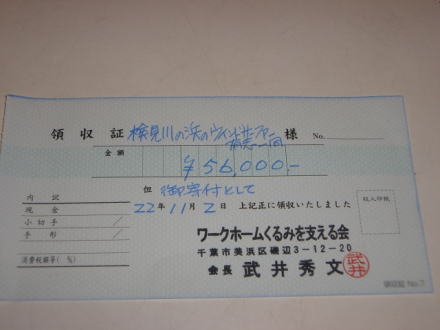 領収証 検見川の浜のウィンドサーファー有志一同 様 No.
金額 ¥56,000.-
但 御寄付として
22年11月2日 上記正に領収いたしました
内訳
現金
小切手
手形
消費税額等(%)
収入印紙
ワークホームくるみを支える会
千葉市美浜区磯辺3-12-20
会長 武井秀文
武井